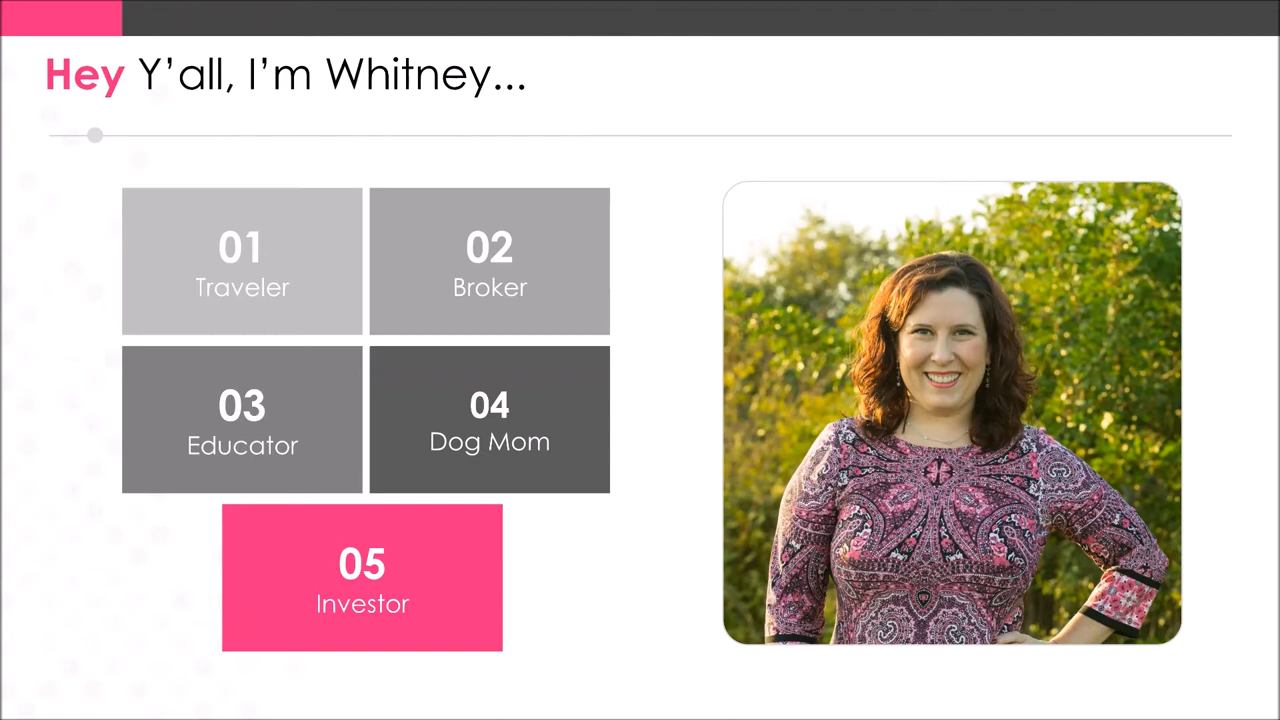 Hey Y’all, I’m Whitney...
01
Traveler
02
Broker
03
Educator
04
Dog Mom
05
Investor